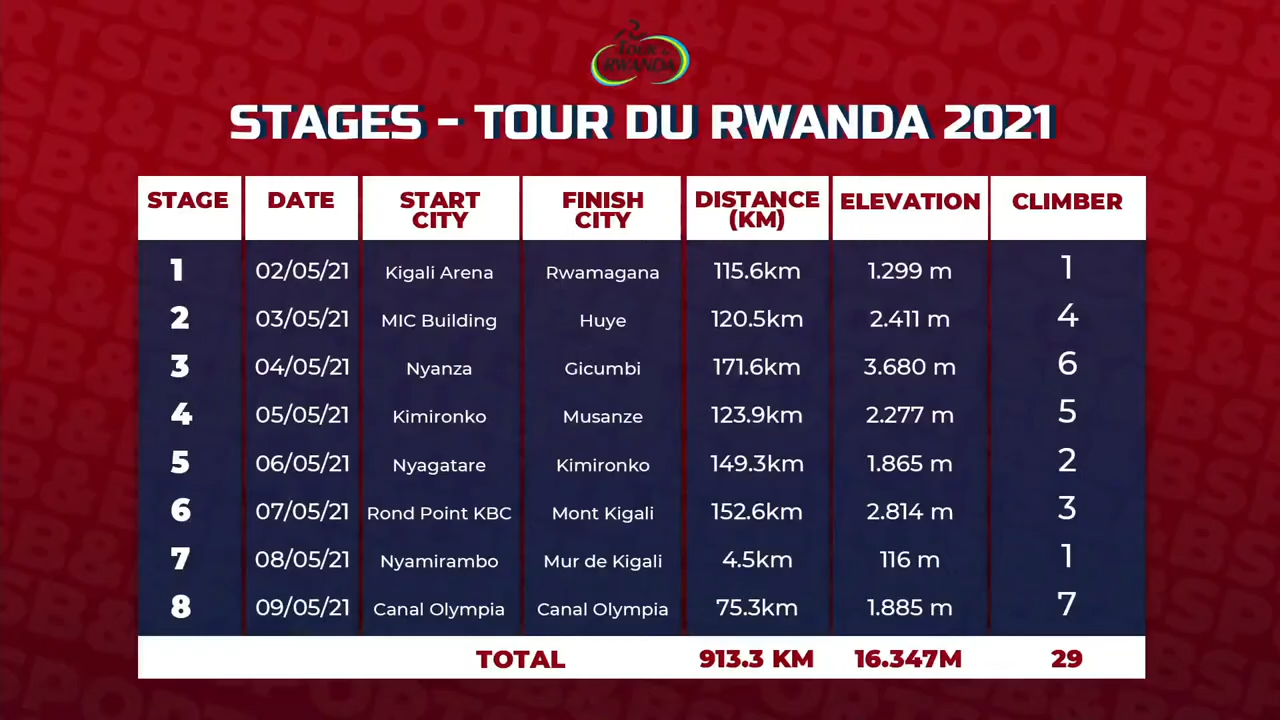 TOUR du
RWANDA
STAGES - TOUR DU RWANDA 2021
STAGE DATE START CITY FINISH CITY DISTANCE (KM) ELEVATION CLIMBER
1 02/05/21 Kigali Arena Rwamagana 115.6km 1.299 m 1
2 03/05/21 MIC Building Huye 120.5km 2.411 m 4
3 04/05/21 Nyanza Gicumbi 171.6km 3.680 m 6
4 05/05/21 Kimironko Musanze 123.9km 2.277 m 5
5 06/05/21 Nyagatare Kimironko 149.3km 1.865 m 2
6 07/05/21 Rond Point KBC Mont Kigali 152.6km 2.814 m 3
7 08/05/21 Nyamirambo Mur de Kigali 4.5km 116 m 1
8 09/05/21 Canal Olympia Canal Olympia 75.3km 1.885 m 7
TOTAL 913.3 KM 16.347M 29